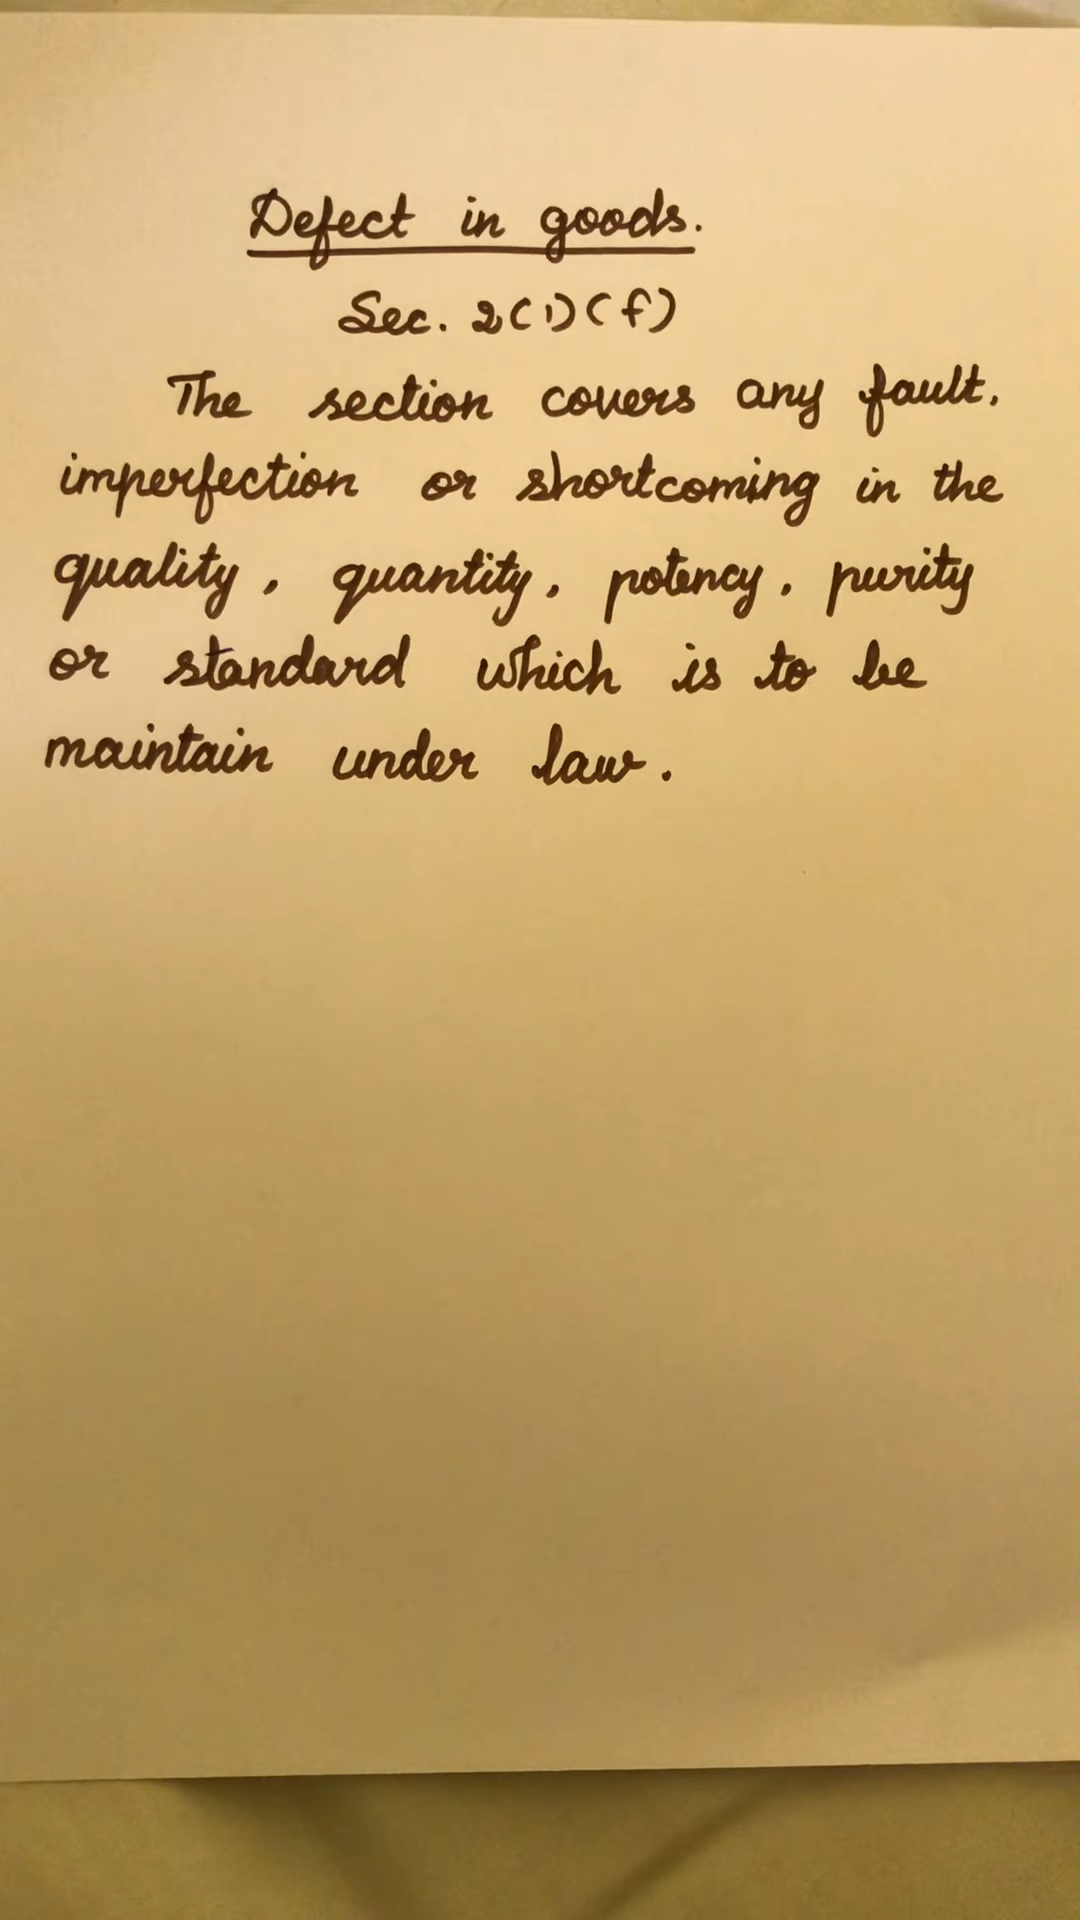 Defect in goods.
Sec. 2(1)(f)
The section covers any fault,
imperfection or shortcoming in the
quality, quantity, potency, purity
or standard which is to be
maintain under law.